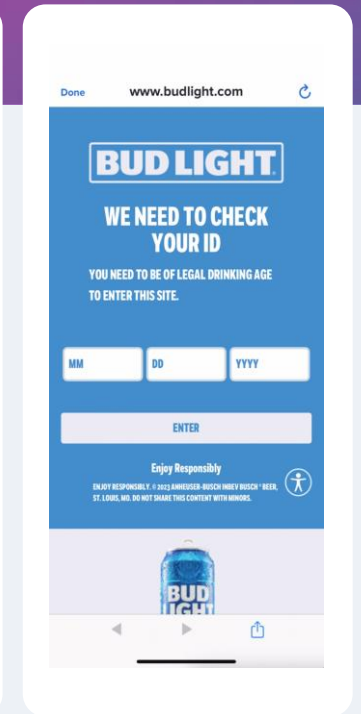 Done www.budlight.com
BUD LIGHT
WE NEED TO CHECK
YOUR ID
YOU NEED TO BE OF LEGAL DRINKING AGE
TO ENTER THIS SITE.
MM DD YYYY
ENTER
Enjoy Responsibly
ENJOY RESPONSIBLY. © 2023 ANHEUSER-BUSCH INBEV BUSCH ® BEER,
ST. LOUIS, MO. DO NOT SHARE THIS CONTENT WITH MINORS.
BUD
LIGHT